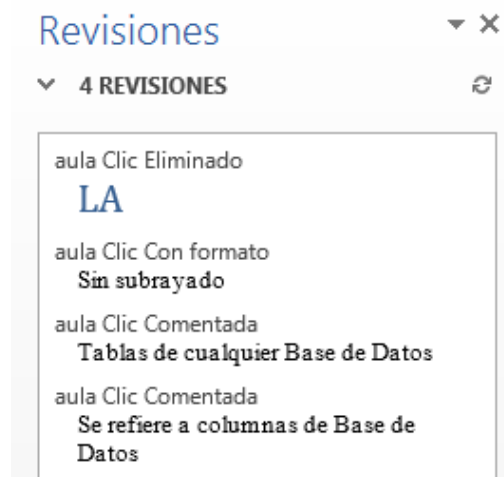 Revisiones
4 REVISIONES
aula Clic Eliminado
LA
aula Clic Con formato
Sin subrayado
aula Clic Comentada
Tablas de cualquier Base de Datos
aula Clic Comentada
Se refiere a columnas de Base de
Datos